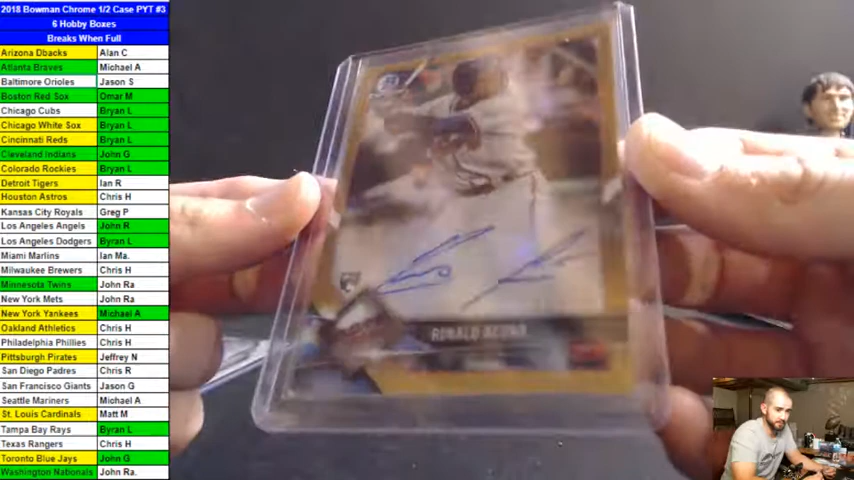 2018 Bowman Chrome 1/2 Case PYT #3
6 Hobby Boxes
Breaks When Full
Arizona Dbacks Alan C
Atlanta Braves Michael A
Baltimore Orioles Jason S
Boston Red Sox Omar M
Chicago Cubs Bryan L
Chicago White Sox Bryan L
Cincinnati Reds Bryan L
Cleveland Indians John G
Colorado Rockies Bryan L
Detroit Tigers Ian R
Houston Astros Chris H
Kansas City Royals Greg P
Los Angeles Angels John R
Los Angeles Dodgers Byran L
Miami Marlins Ian Ma.
Milwaukee Brewers Chris H
Minnesota Twins John Ra
New York Mets John Ra
New York Yankees Michael A
Oakland Athletics Chris H
Philadelphia Phillies Chris H
Pittsburgh Pirates Jeffrey N
San Diego Padres Chris R
San Francisco Giants Jason G
Seattle Mariners Michael A
St. Louis Cardinals Matt M
Tampa Bay Rays Byran L
Texas Rangers Chris H
Toronto Blue Jays John G
Washington Nationals John Ra.
RONALD ACUÑA